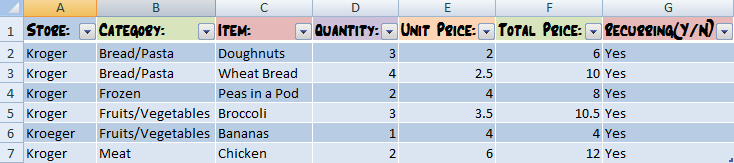 A B C D E F G
1 STORE: CATEGORY: ITEM: QUANTITY: UNIT PRICE: TOTAL PRICE: RECURRING(Y/N)
2 Kroger Bread/Pasta Doughnuts 3 2 6 Yes
3 Kroger Bread/Pasta Wheat Bread 4 2.5 10 Yes
4 Kroger Frozen Peas in a Pod 2 4 8 Yes
5 Kroger Fruits/Vegetables Broccoli 3 3.5 10.5 Yes
6 Kroeger Fruits/Vegetables Bananas 1 4 4 Yes
7 Kroger Meat Chicken 2 6 12 Yes